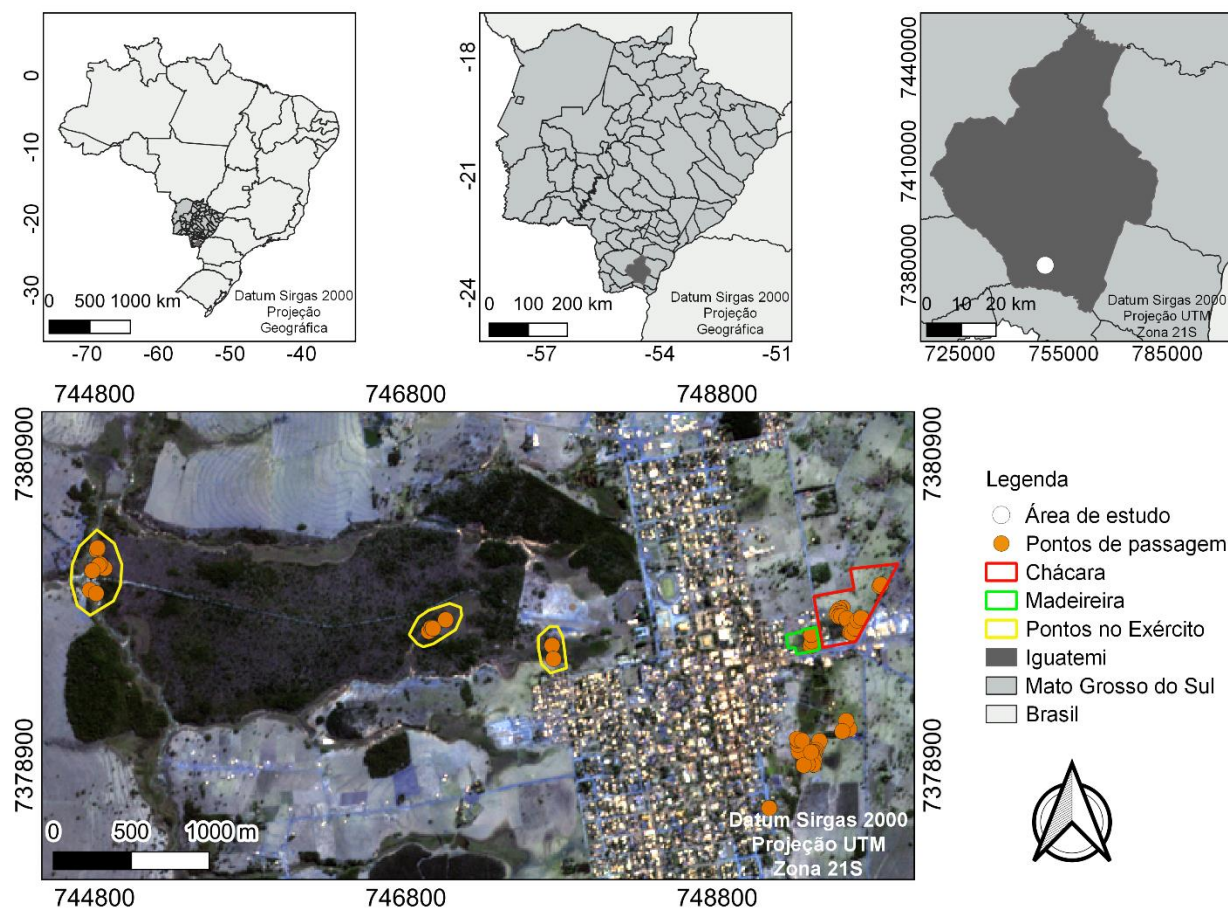 0
-10
-20
-30
0 500 1000 km
Datum Sirgas 2000
Projeção
Geográfica
-70 -60 -50 -40
-18
-21
-24
0 100 200 km
Datum Sirgas 2000
Projeção
Geográfica
-57 -54 -51
7440000
7410000
7380000
0 10 20 km
Datum Sirgas 2000
Projeção UTM
Zona 21S
725000 755000 785000
744800 746800 748800
7380900
7378900
7380900
7378900
0 500 1000 m
Datum Sirgas 2000
Projeção UTM
Zona 21S
744800 746800 748800
Legenda
Área de estudo
Pontos de passagem
Chácara
Madeireira
Pontos no Exército
Iguatemi
Mato Grosso do Sul
Brasil